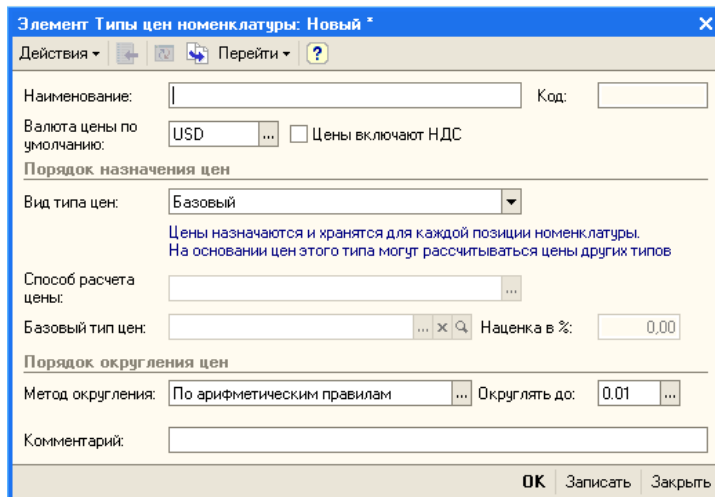 Элемент Типы цен номенклатуры: Новый *
Действия Перейти ?
Наименование: Код:
Валюта цены по умолчанию: USD ... Цены включают НДС
Порядок назначения цен
Вид типа цен: Базовый
Цены назначаются и хранятся для каждой позиции номенклатуры.
На основании цен этого типа могут рассчитываться цены других типов
Способ расчета цены: ...
Базовый тип цен: ... Наценка в %: 0,00
Порядок округления цен
Метод округления: По арифметическим правилам ... Округлять до: 0.01 ...
Комментарий:
OK Записать Закрыть